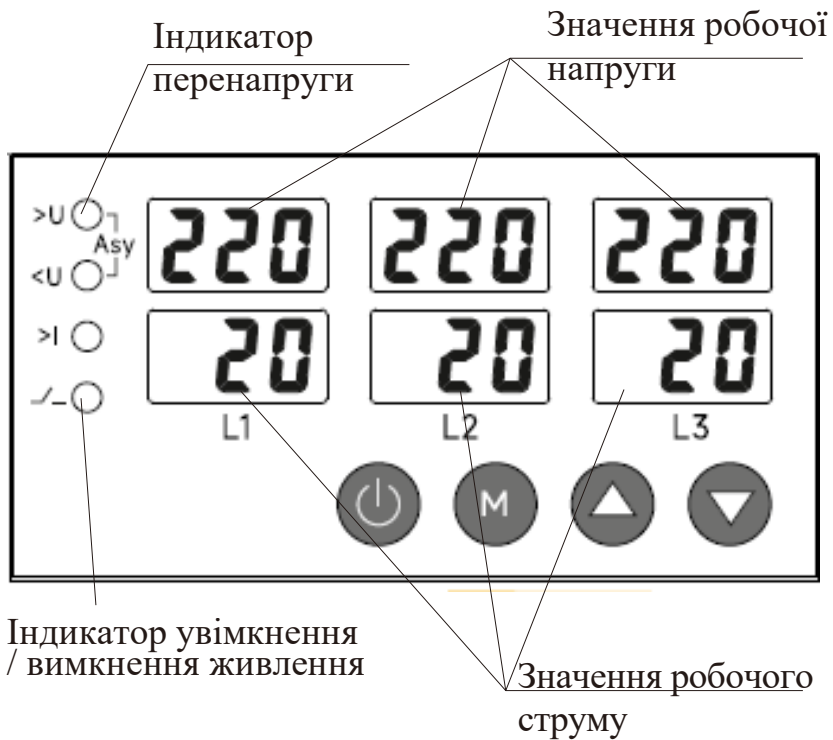 Індикатор
перенапруги
Значення робочої
напруги
>U
Asy
<U
>I
220 220 220
20 20 20
L1 L2 L3
M
Індикатор увімкнення
/ вимкнення живлення
Значення робочого
струму